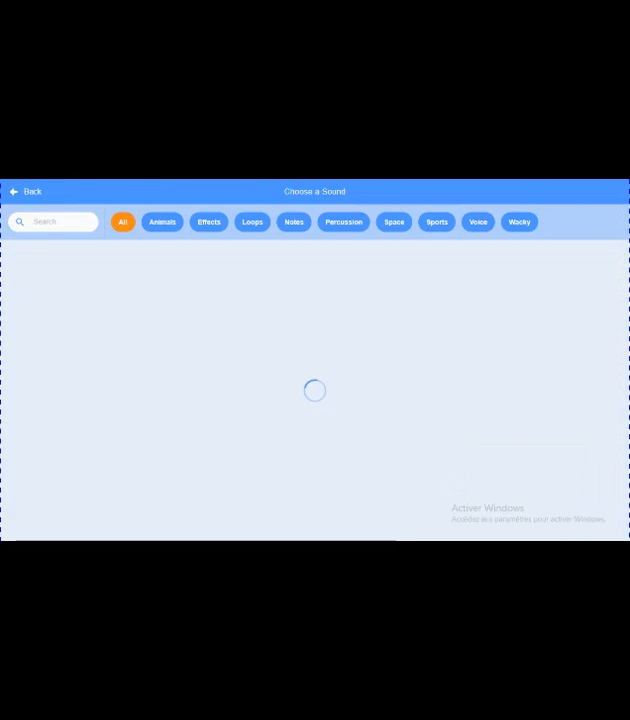 Back
Choose a Sound
Search
All Animals Effects Loops Notes Percussion Space Sports Voice Wacky
Activer Windows
Accédez aux paramètres pour activer Windows.